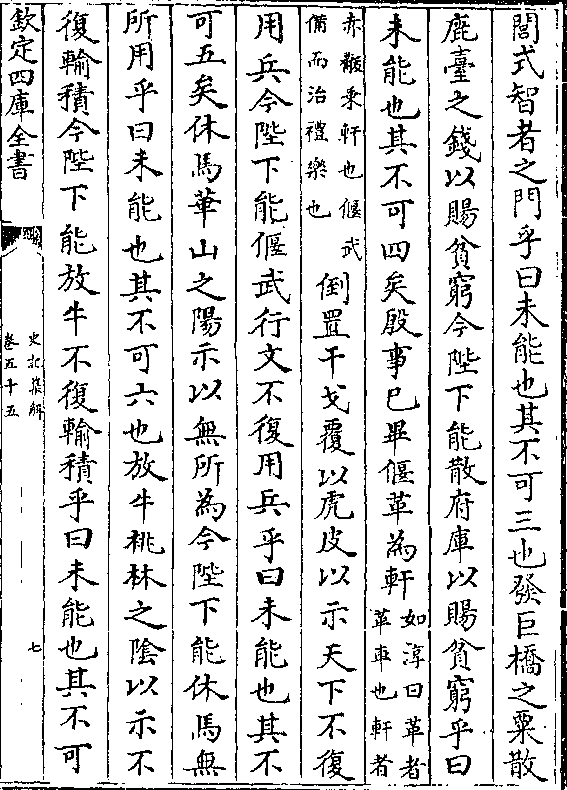 閭式智者之門乎曰未能也其不可三也發巨橋之粟散
鹿臺之錢以賜貧窮今陛下能散府庫以賜貧窮乎曰
未能也其不可四矣殷事已畢偃革為軒如淳曰革者革車也軒者
赤黻乗軒也偃武備而治禮樂也倒置干戈覆以虎皮以示天下不復
用兵今陛下能偃武行文不復用兵乎曰未能也其不
可五矣休馬華山之陽示以無所為今陛下能休馬無
所用乎曰未能也其不可六也放牛桃林之隂以示不
復輸積今陛下能放牛不復輸積乎曰未能也其不可
欽定四庫全書
史記集解
卷五十五
七